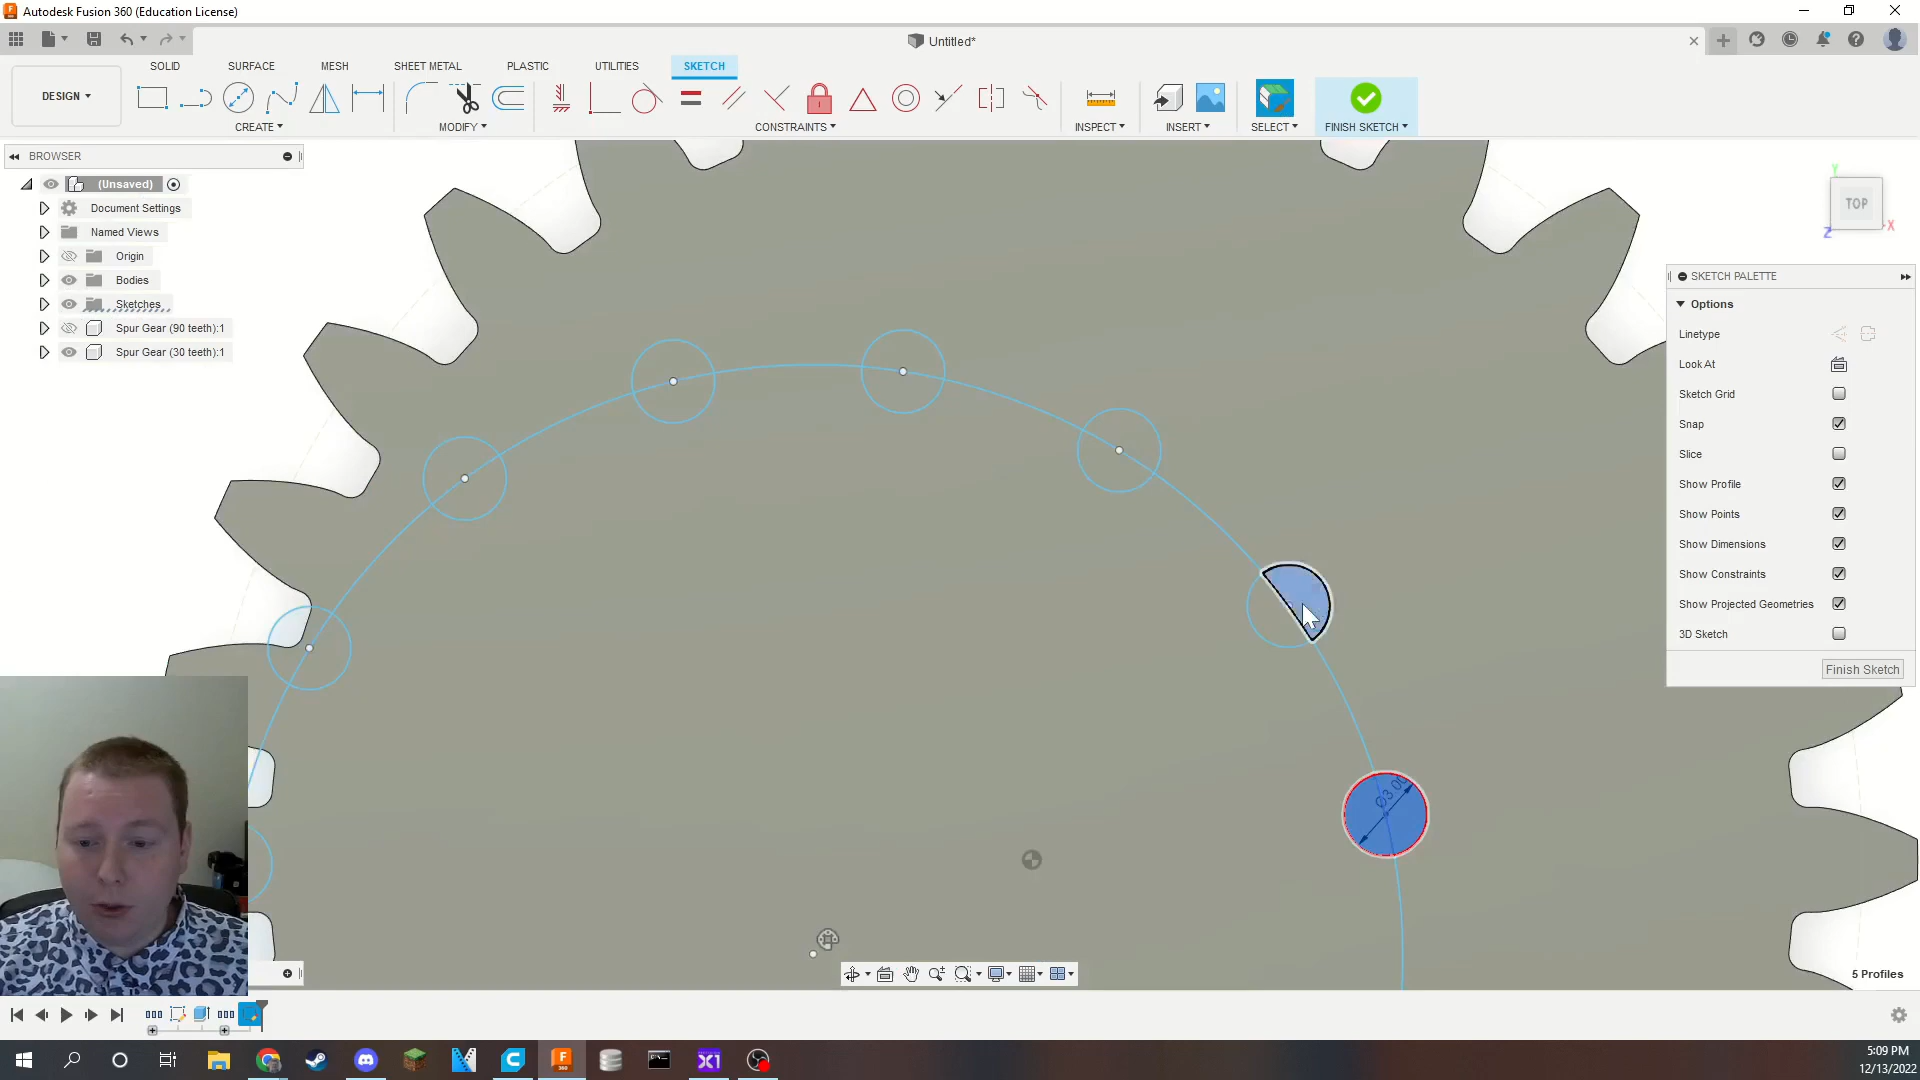 Autodesk Fusion 360 (Education License)
Untitled*
SOLID SURFACE MESH SHEET METAL PLASTIC UTILITIES SKETCH
DESIGN
CREATE MODIFY CONSTRAINTS INSPECT INSERT SELECT FINISH SKETCH
BROWSER
(Unsaved)
Document Settings
Named Views
Origin
Bodies
Sketches
Spur Gear (90 teeth):1
Spur Gear (30 teeth):1
Y
TOP
X
Z
SKETCH PALETTE
Options
Linetype
Look At
Sketch Grid
Snap
Slice
Show Profile
Show Points
Show Dimensions
Show Constraints
Show Projected Geometries
3D Sketch
Finish Sketch
Ø3.00
5 Profiles
5:09 PM
12/13/2022